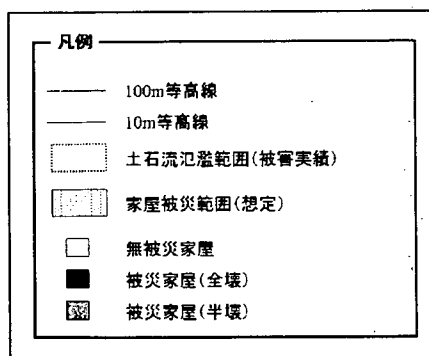 凡例
100m等高線
10m等高線
土石流氾濫範囲(被害実績)
家屋被災範囲(想定)
無被災家屋
被災家屋(全壊)
被災家屋(半壊)